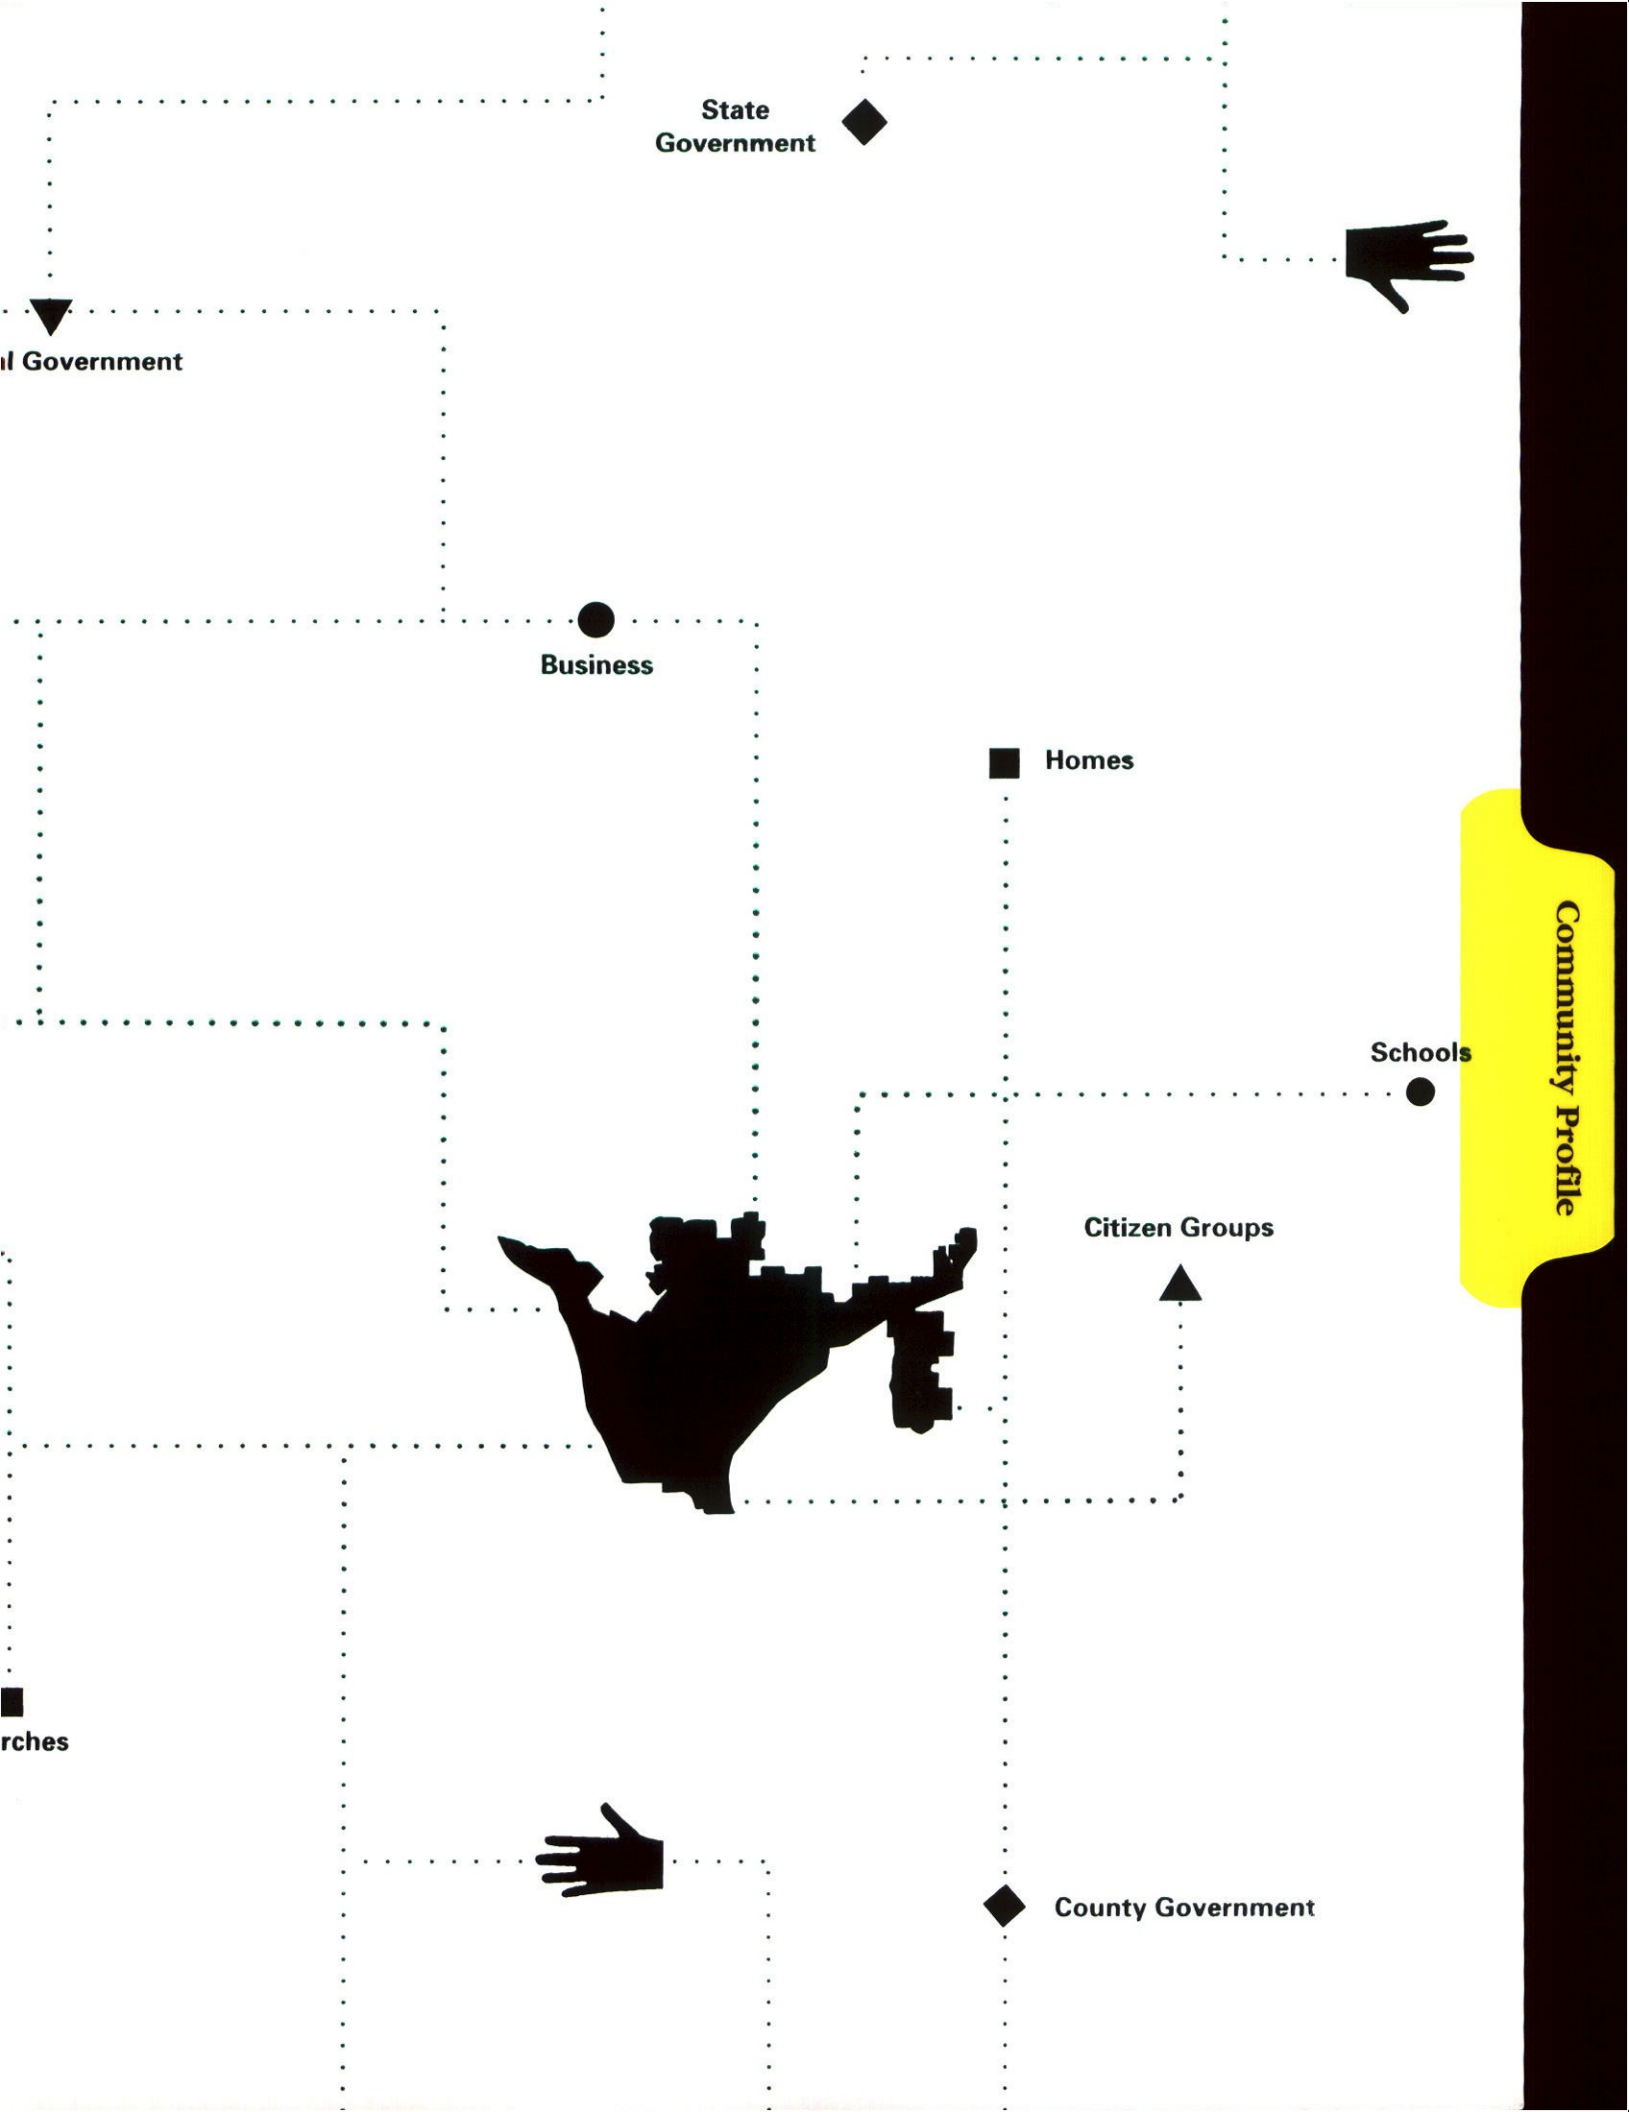 State
Government
Government
Business
Homes
Schools
Community Profile
Citizen Groups
rches
County Government